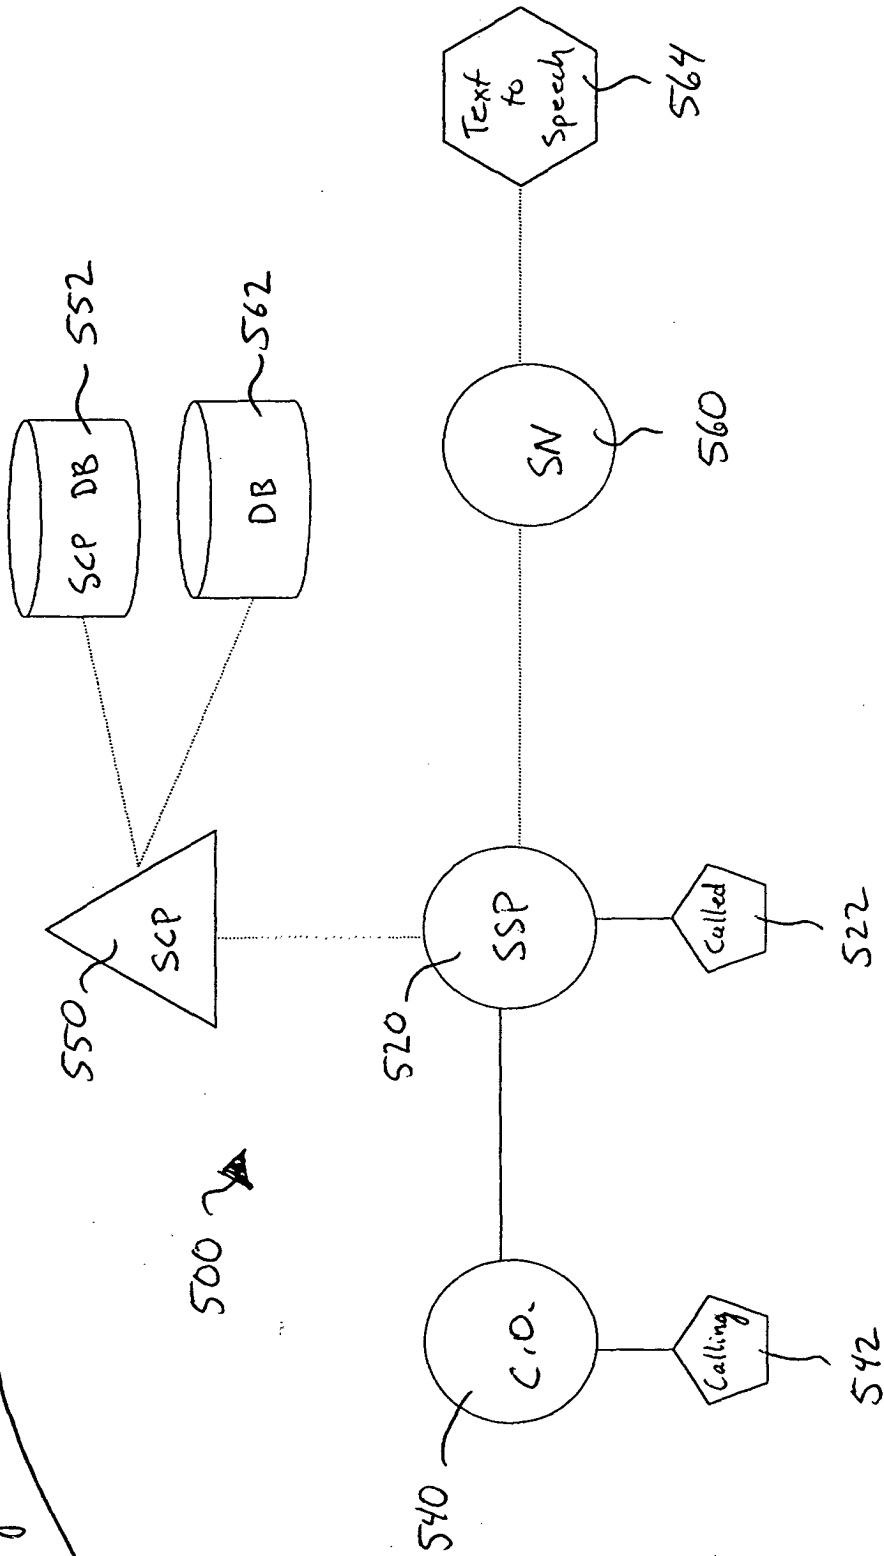 552
SCP DB
562
DB
550
SCP
500
520
SSP
Called
522
540
C.O.
Calling
542
SN
560
Text
to
Speech
564